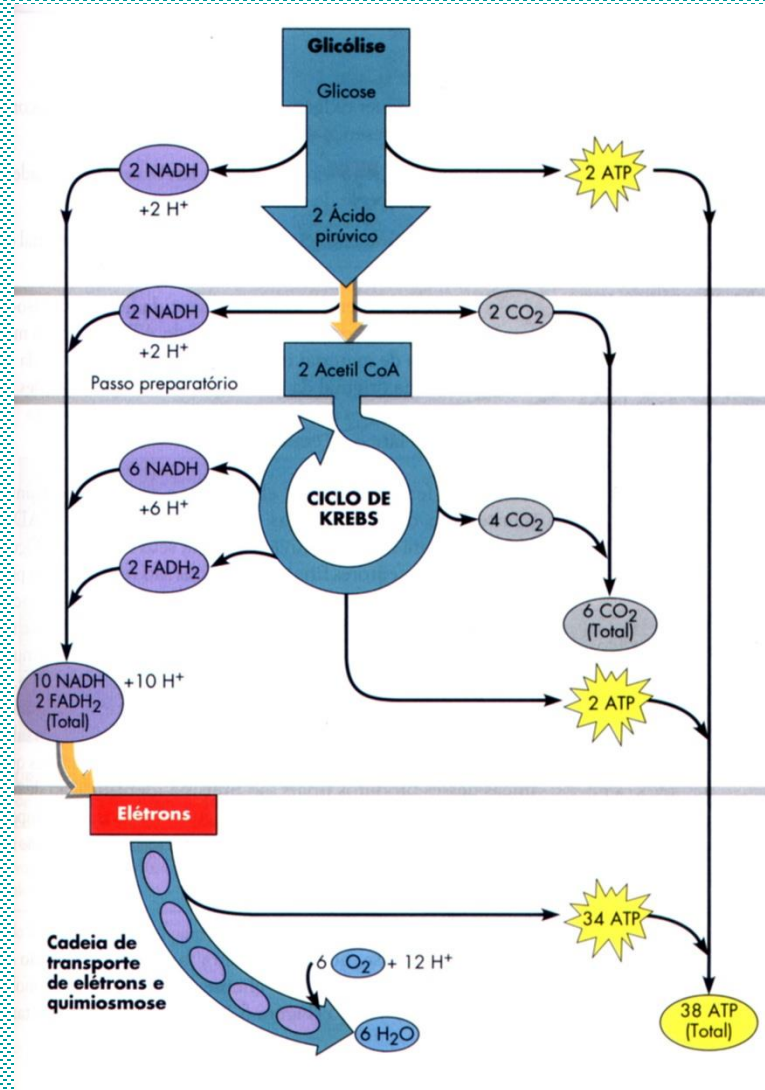 Glicólise
Glicose
2 NADH
+2 H⁺
2 ATP
2 Ácido
pirúvico
2 NADH
+2 H⁺
2 CO₂
Passo preparatório
2 Acetil CoA
6 NADH
+6 H⁺
CICLO DE
KREBS
4 CO₂
2 FADH₂
6 CO₂
(Total)
10 NADH
2 FADH₂
(Total)
+10 H⁺
2 ATP
Elétrons
34 ATP
Cadeia de
transporte
de elétrons e
quimiosmose
6 O₂ + 12 H⁺
6 H₂O
38 ATP
(Total)